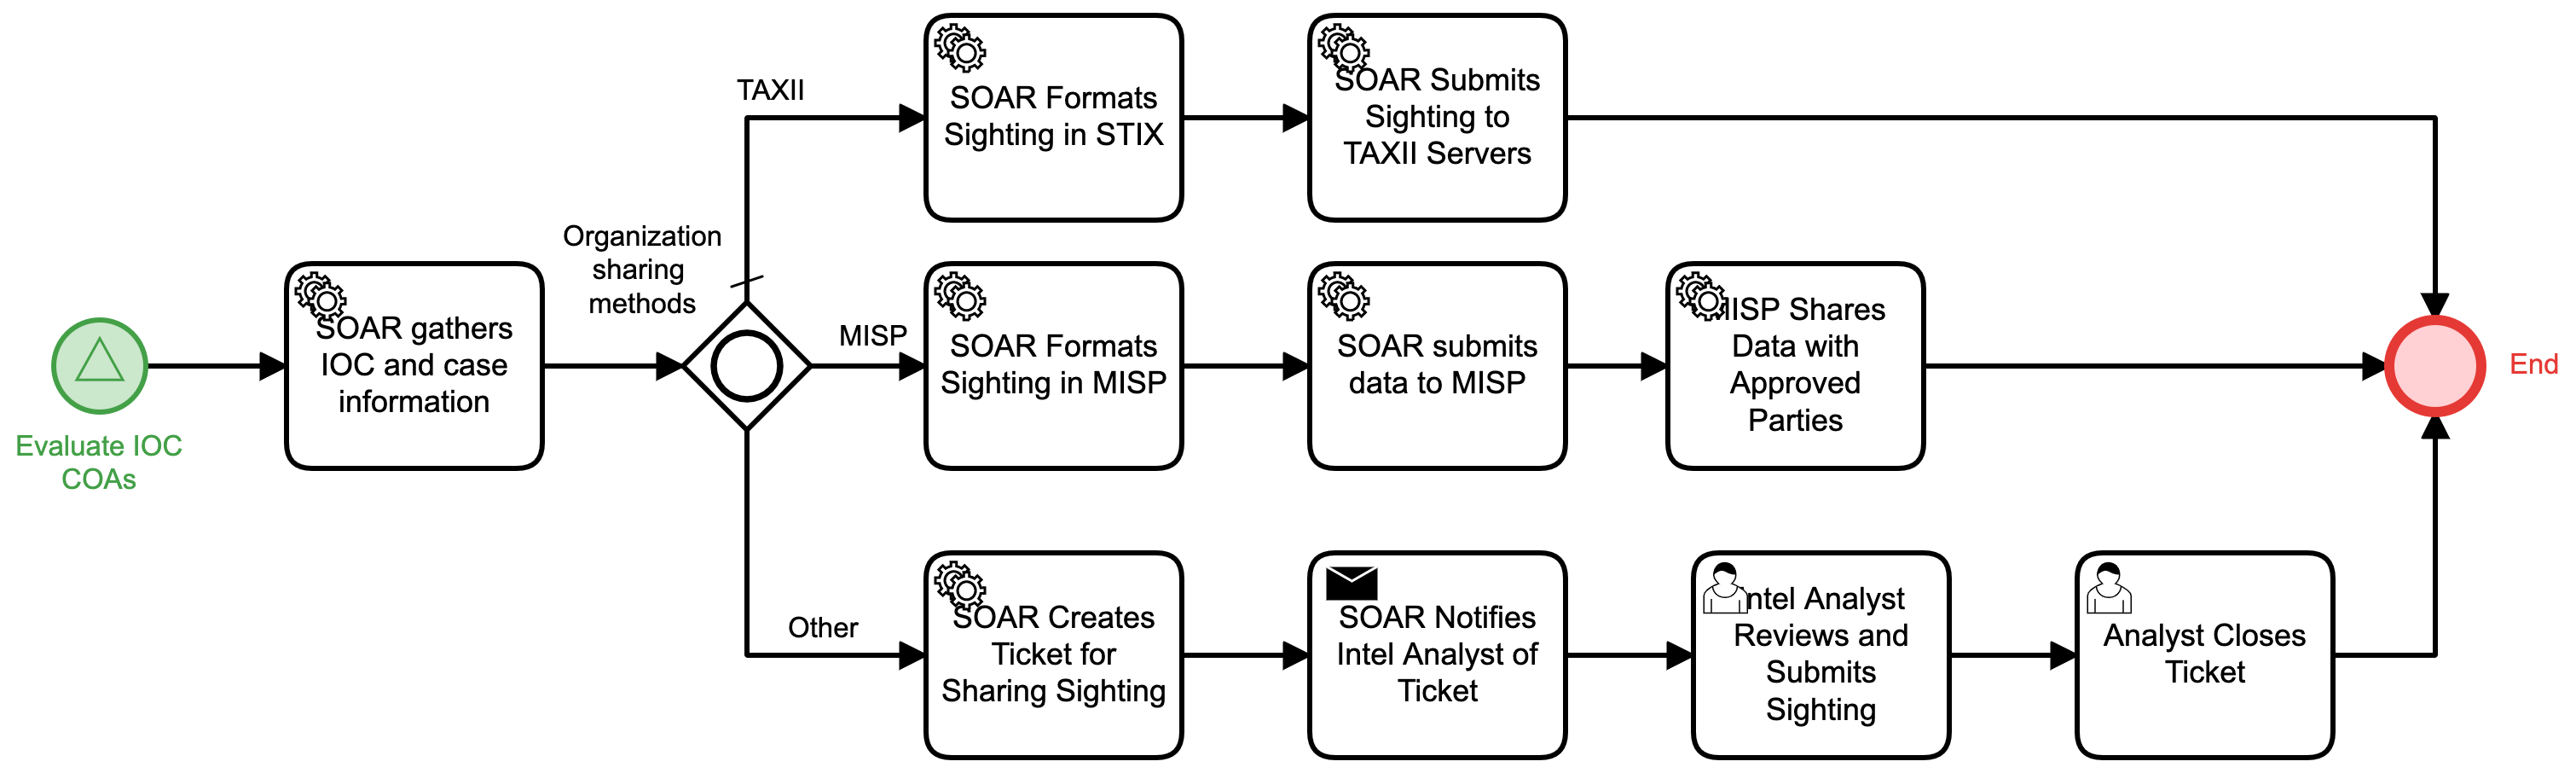 Evaluate IOC
COAs
SOAR gathers
IOC and case
information
Organization
sharing
methods
TAXII
SOAR Formats
Sighting in STIX
SOAR Submits
Sighting to
TAXII Servers
MISP
SOAR Formats
Sighting in MISP
SOAR submits
data to MISP
MISP Shares
Data with
Approved
Parties
Other
SOAR Creates
Ticket for
Sharing Sighting
SOAR Notifies
Intel Analyst of
Ticket
Intel Analyst
Reviews and
Submits
Sighting
Analyst Closes
Ticket
End